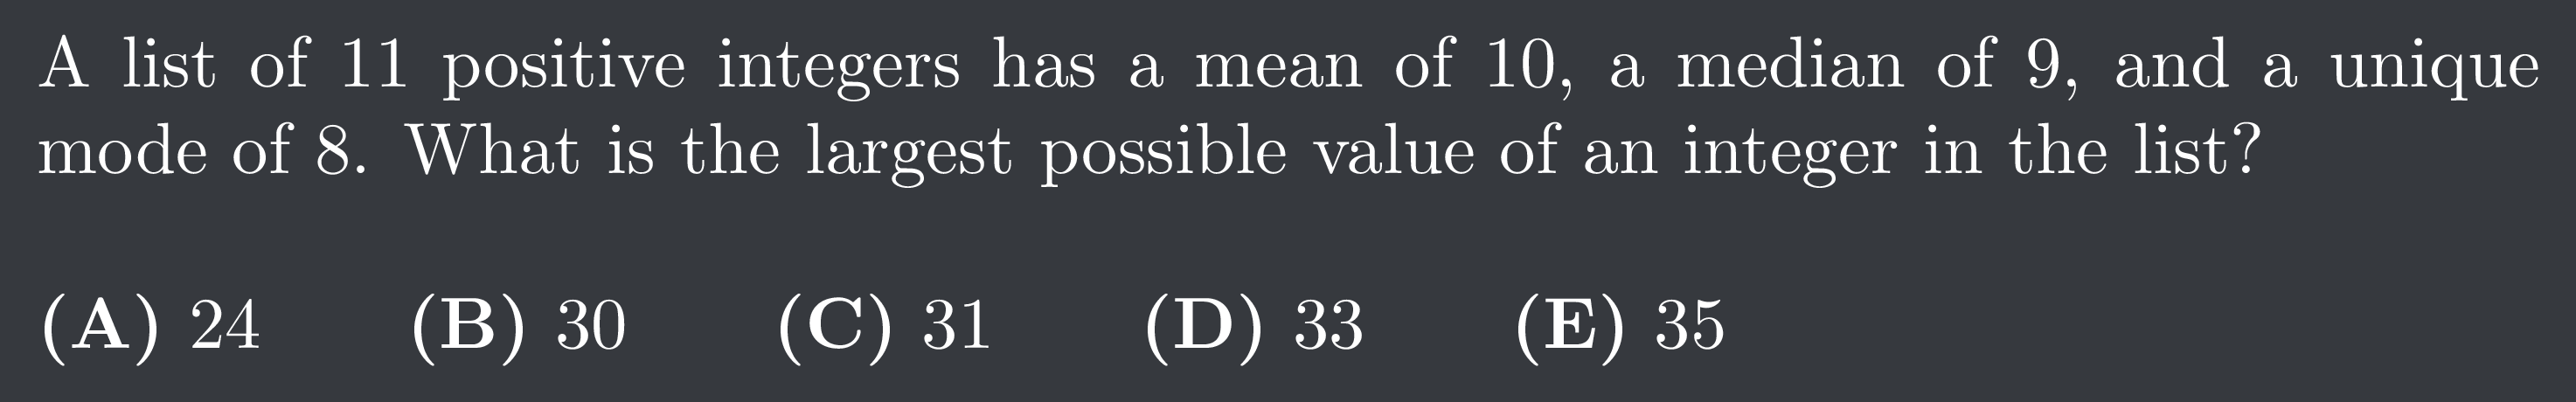 A list of 11 positive integers has a mean of 10, a median of 9, and a unique
mode of 8. What is the largest possible value of an integer in the list?
(A) 24 (B) 30 (C) 31 (D) 33 (E) 35